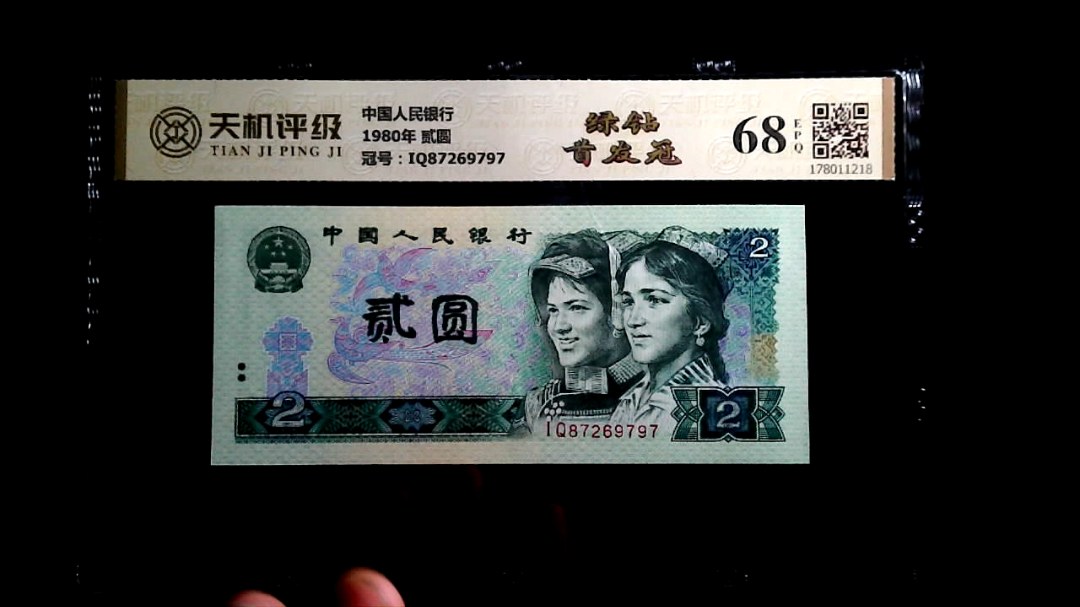 天机评级
TIAN JI PING JI
中国人民银行
1980年 贰圆
冠号：IQ87269797
绿钻
首发冠
68
EPQ
178011218
中国人民银行
2
贰圆
2
2
IQ87269797